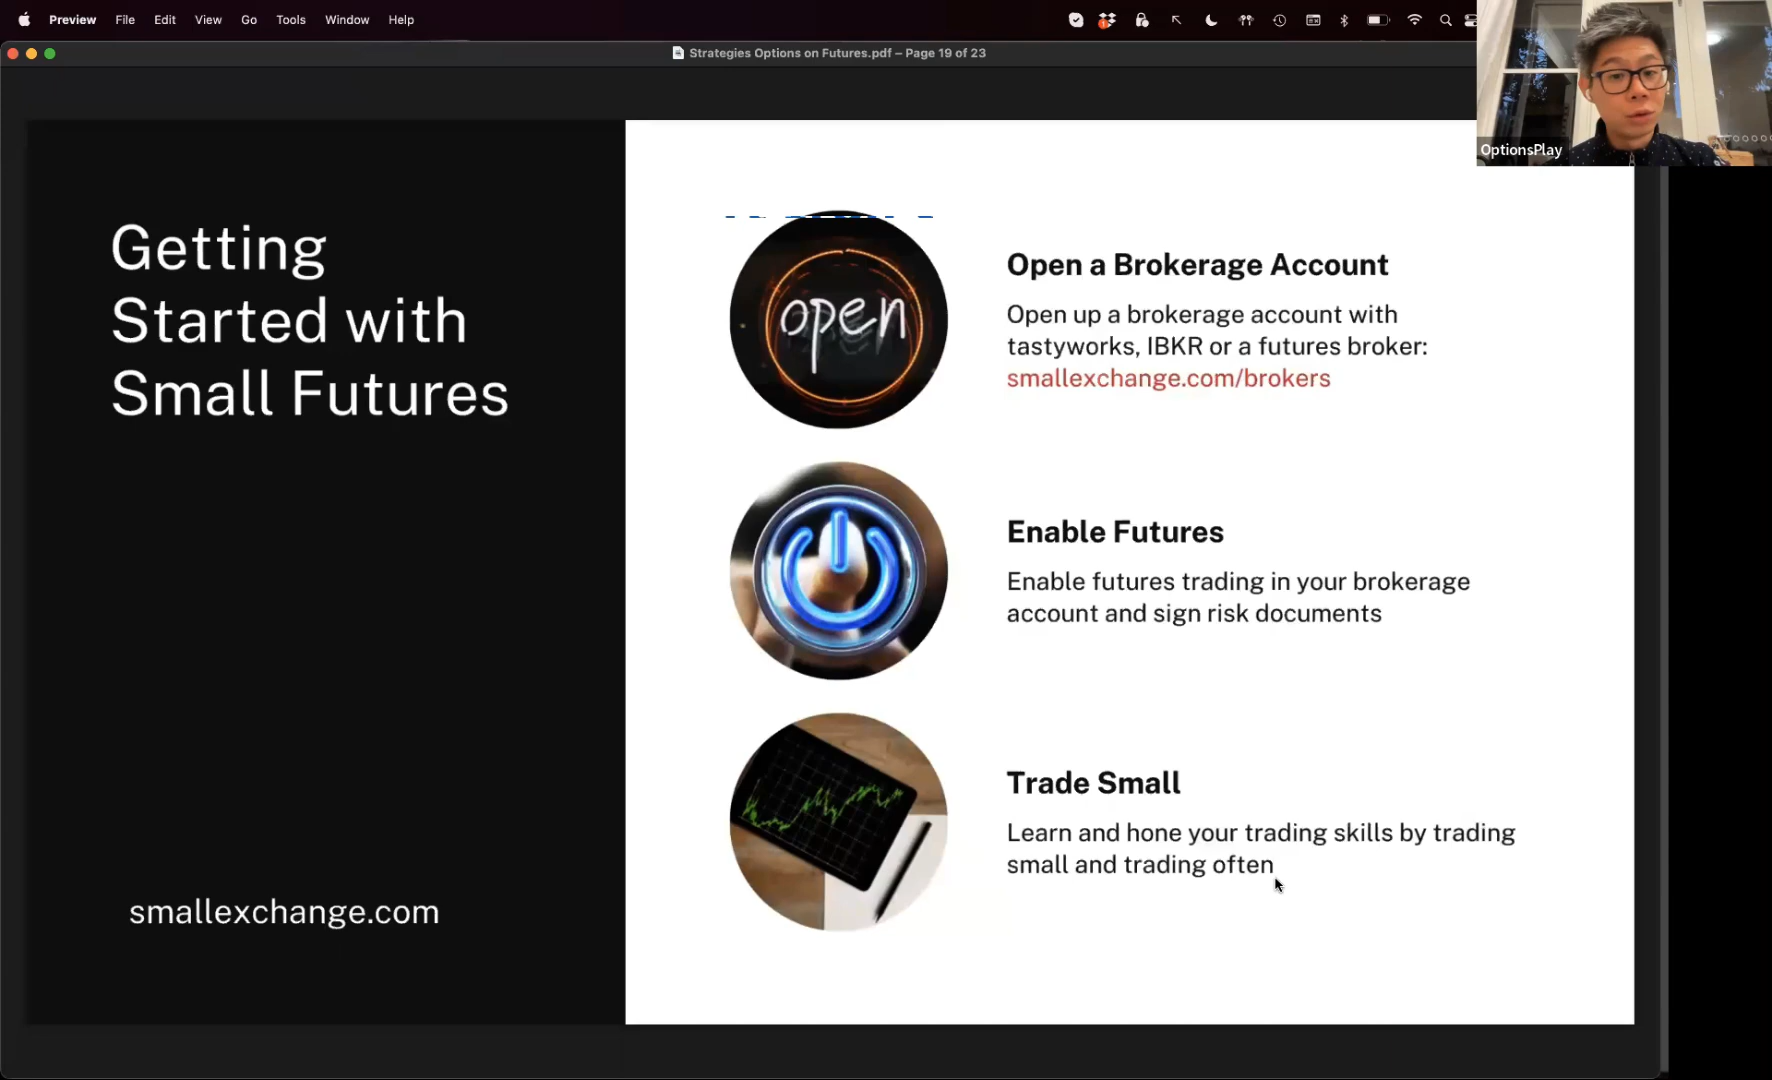 Preview File Edit View Go Tools Window Help
Strategies Options on Futures.pdf – Page 19 of 23
OptionsPlay
Getting
Started with
Small Futures
smallexchange.com
open
Open a Brokerage Account
Open up a brokerage account with
tastyworks, IBKR or a futures broker:
smallexchange.com/brokers
Enable Futures
Enable futures trading in your brokerage
account and sign risk documents
Trade Small
Learn and hone your trading skills by trading
small and trading often